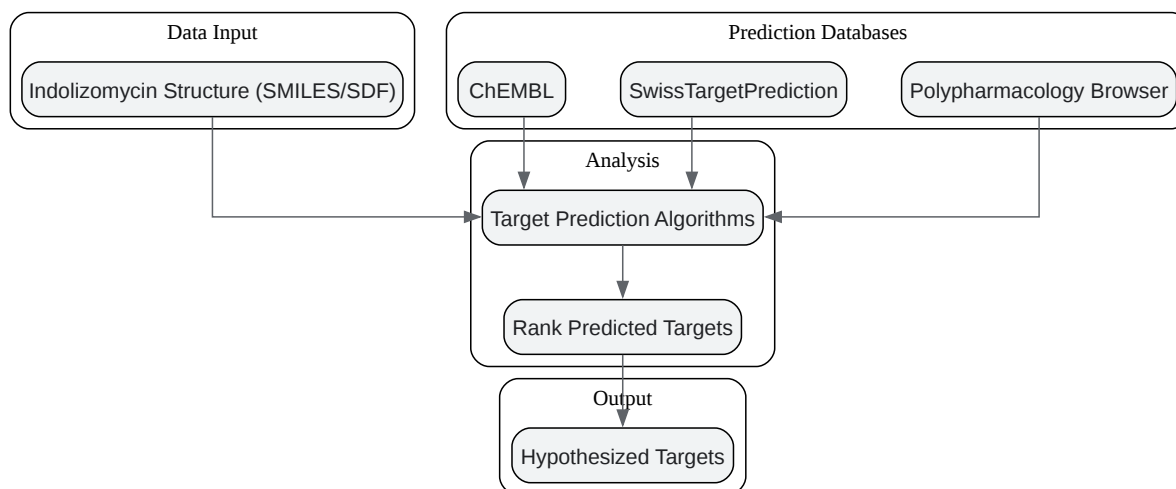 Data Input
Prediction Databases
Indolizomycin Structure (SMILES/SDF)
ChEMBL
SwissTargetPrediction
Polypharmacology Browser
Analysis
Target Prediction Algorithms
Rank Predicted Targets
Output
Hypothesized Targets